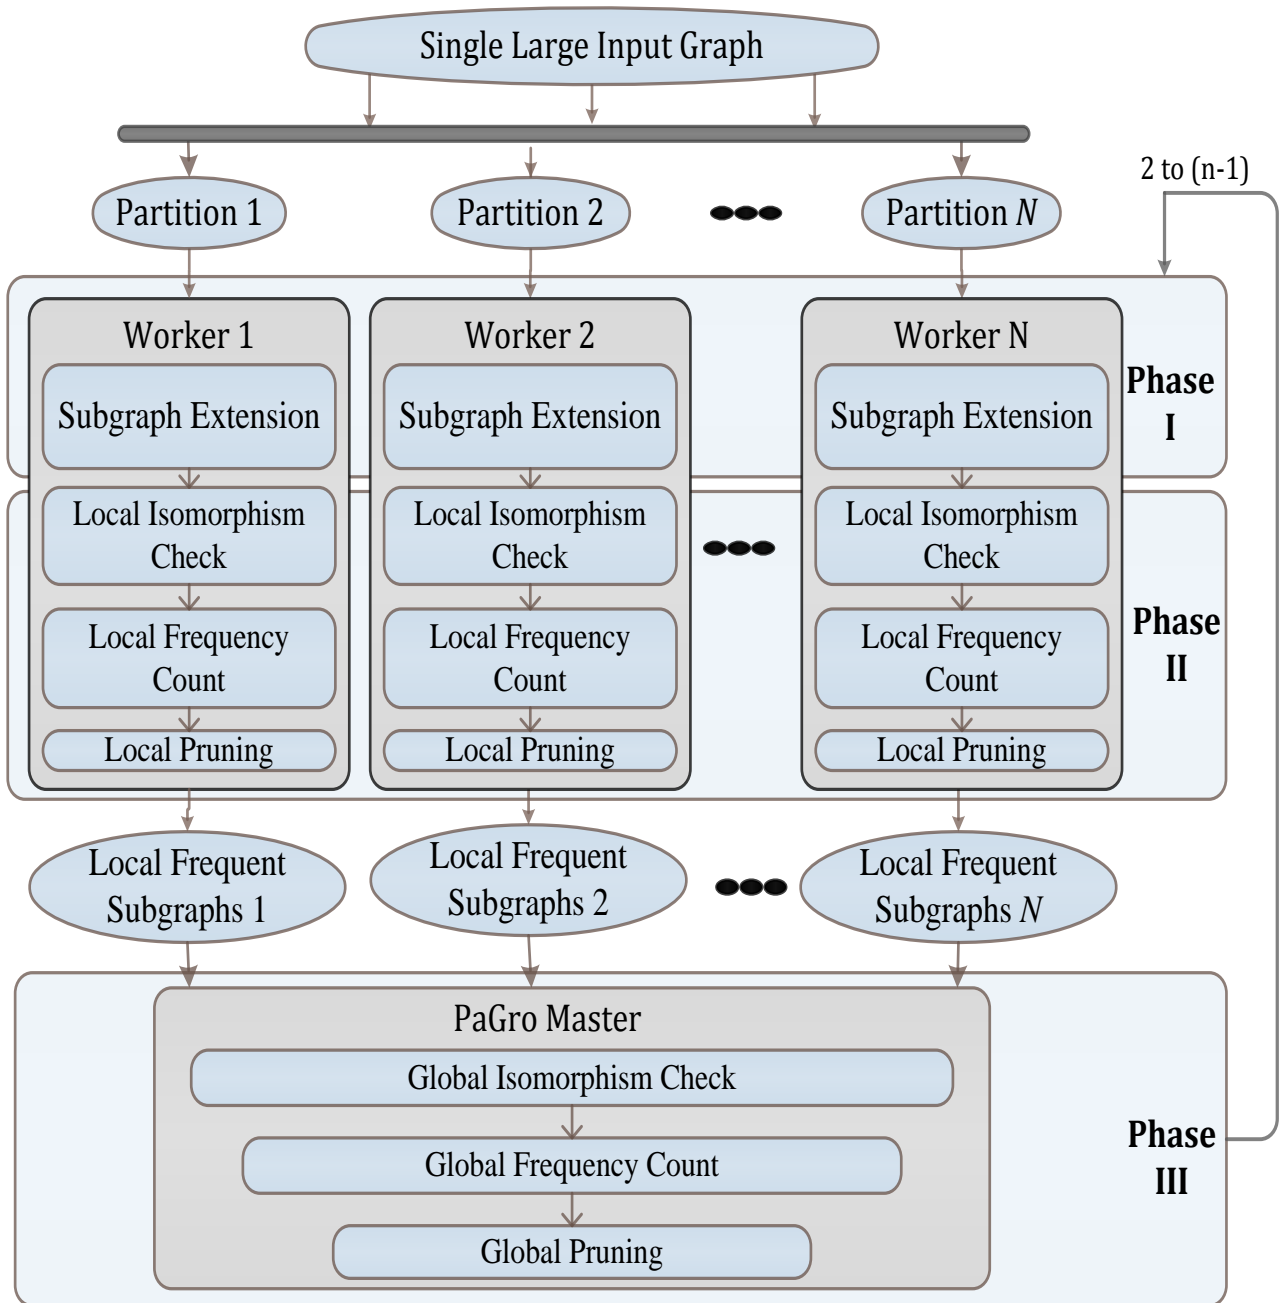 Single Large Input Graph
2 to (n-1)
Partition 1
Partition 2
Partition N
Worker 1
Worker 2
Worker N
Subgraph Extension
Subgraph Extension
Subgraph Extension
Phase
I
Local Isomorphism
Check
Local Isomorphism
Check
Local Isomorphism
Check
Local Frequency
Count
Local Frequency
Count
Local Frequency
Count
Phase
II
Local Pruning
Local Pruning
Local Pruning
Local Frequent
Subgraphs 1
Local Frequent
Subgraphs 2
Local Frequent
Subgraphs N
PaGro Master
Global Isomorphism Check
Global Frequency Count
Global Pruning
Phase
III